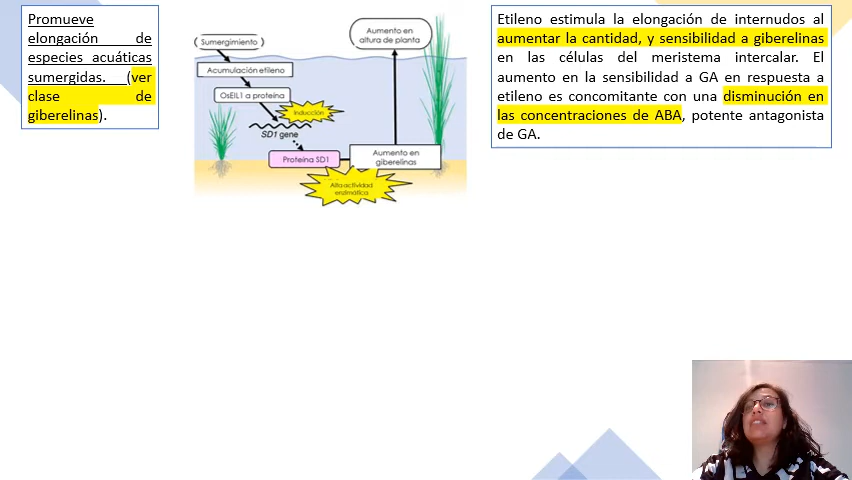 Promueve
elongación de
especies acuáticas
sumergidas. (ver
clase de
giberelinas).
Sumergimiento
Acumulación etileno
OsEIL1 a proteína
Inducción
SD1 gene
Proteína SD1
Alta actividad
enzimática
Aumento en
giberelinas
Aumento en
altura de planta
Etileno estimula la elongación de internudos al
aumentar la cantidad, y sensibilidad a giberelinas
en las células del meristema intercalar. El
aumento en la sensibilidad a GA en respuesta a
etileno es concomitante con una disminución en
las concentraciones de ABA, potente antagonista
de GA.